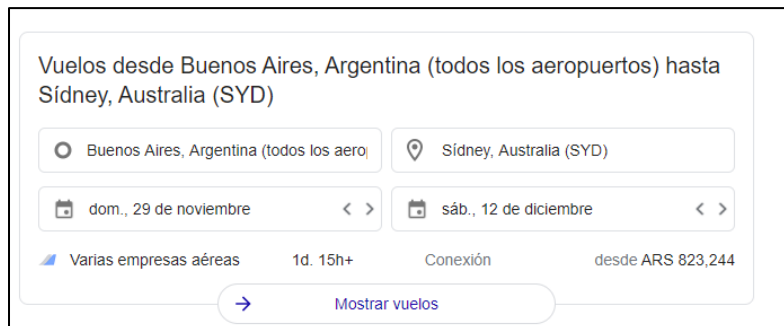 Vuelos desde Buenos Aires, Argentina (todos los aeropuertos) hasta
Sídney, Australia (SYD)
Buenos Aires, Argentina (todos los aero
Sídney, Australia (SYD)
dom., 29 de noviembre
sáb., 12 de diciembre
Varias empresas aéreas 1d. 15h+ Conexión desde ARS 823,244
Mostrar vuelos